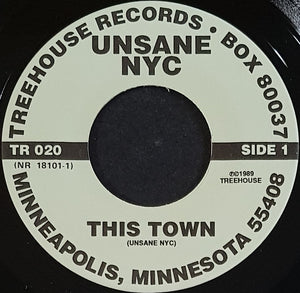 TREEHOUSE RECORDS • BOX 80037
UNSANE
NYC
TR 020
SIDE 1
(NR 18101-1)
℗©1989
TREEHOUSE
THIS TOWN
(UNSANE NYC)
MINNEAPOLIS, MINNESOTA 55408